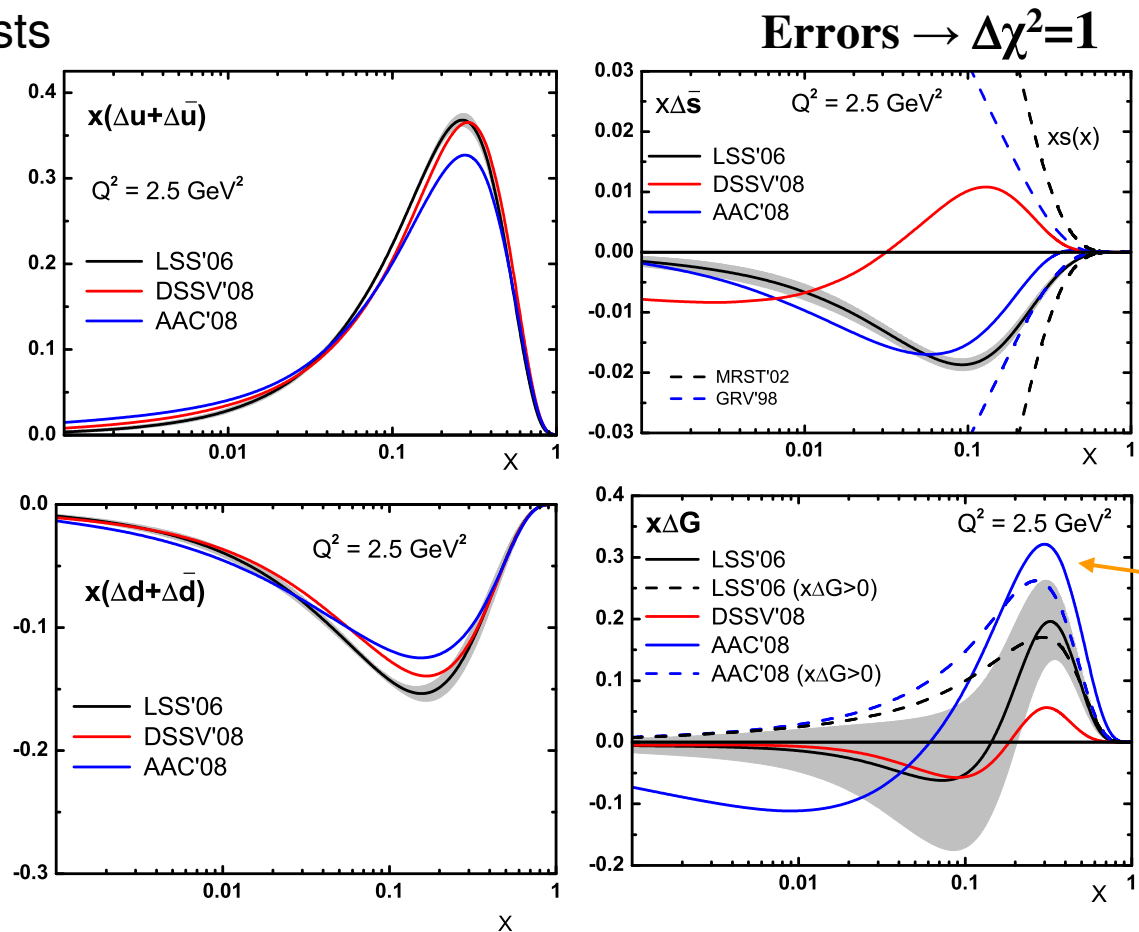 sts
Errors → Δχ²=1
x(Δu+Δū)
Q² = 2.5 GeV²
LSS'06
DSSV'08
AAC'08
0.4
0.3
0.2
0.1
0.0
0.01
0.1
1
X
xΔs̄
Q² = 2.5 GeV²
xs(x)
LSS'06
DSSV'08
AAC'08
MRST'02
GRV'98
0.03
0.02
0.01
0.00
-0.01
-0.02
-0.03
0.01
0.1
1
X
x(Δd+Δd̄)
Q² = 2.5 GeV²
LSS'06
DSSV'08
AAC'08
0.0
-0.1
-0.2
-0.3
0.01
0.1
1
X
xΔG
Q² = 2.5 GeV²
LSS'06
LSS'06 (xΔG>0)
DSSV'08
AAC'08
AAC'08 (xΔG>0)
0.4
0.3
0.2
0.1
0.0
-0.1
-0.2
0.01
0.1
1
X